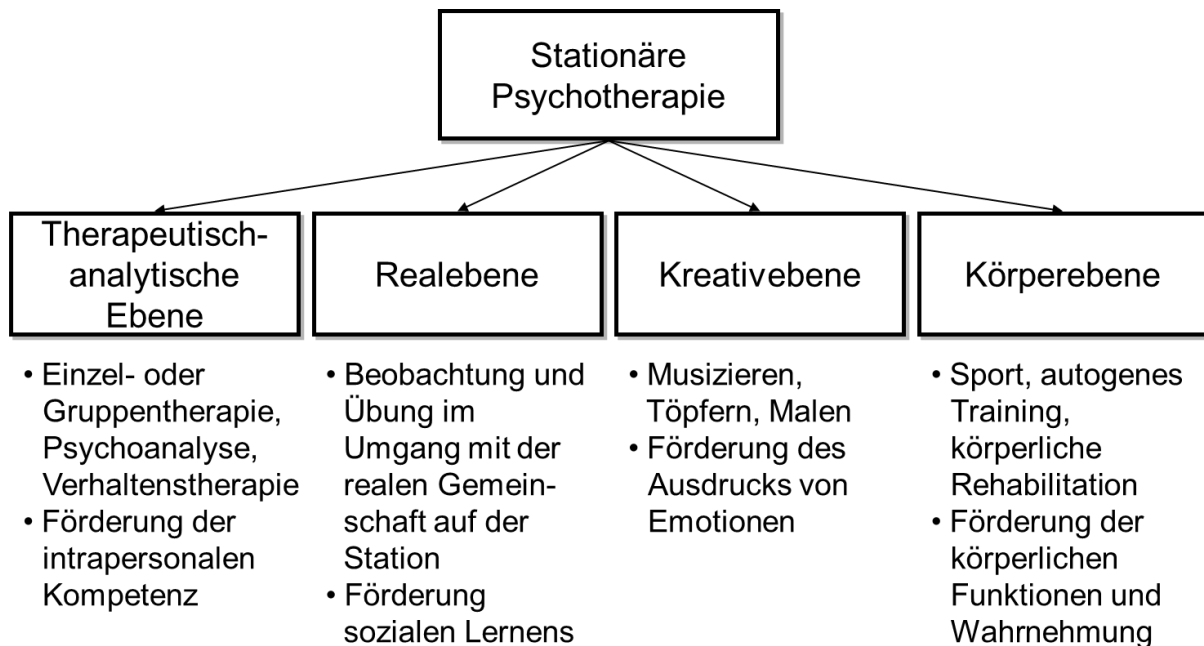 Stationäre
Psychotherapie
Therapeutisch-
analytische
Ebene
Realebene
Kreativebene
Körperebene
• Einzel- oder
Gruppentherapie,
Psychoanalyse,
Verhaltenstherapie
• Förderung der
intrapersonalen
Kompetenz
• Beobachtung und
Übung im
Umgang mit der
realen Gemein-
schaft auf der
Station
• Förderung
sozialen Lernens
• Musizieren,
Töpfern, Malen
• Förderung des
Ausdrucks von
Emotionen
• Sport, autogenes
Training,
körperliche
Rehabilitation
• Förderung der
körperlichen
Funktionen und
Wahrnehmung